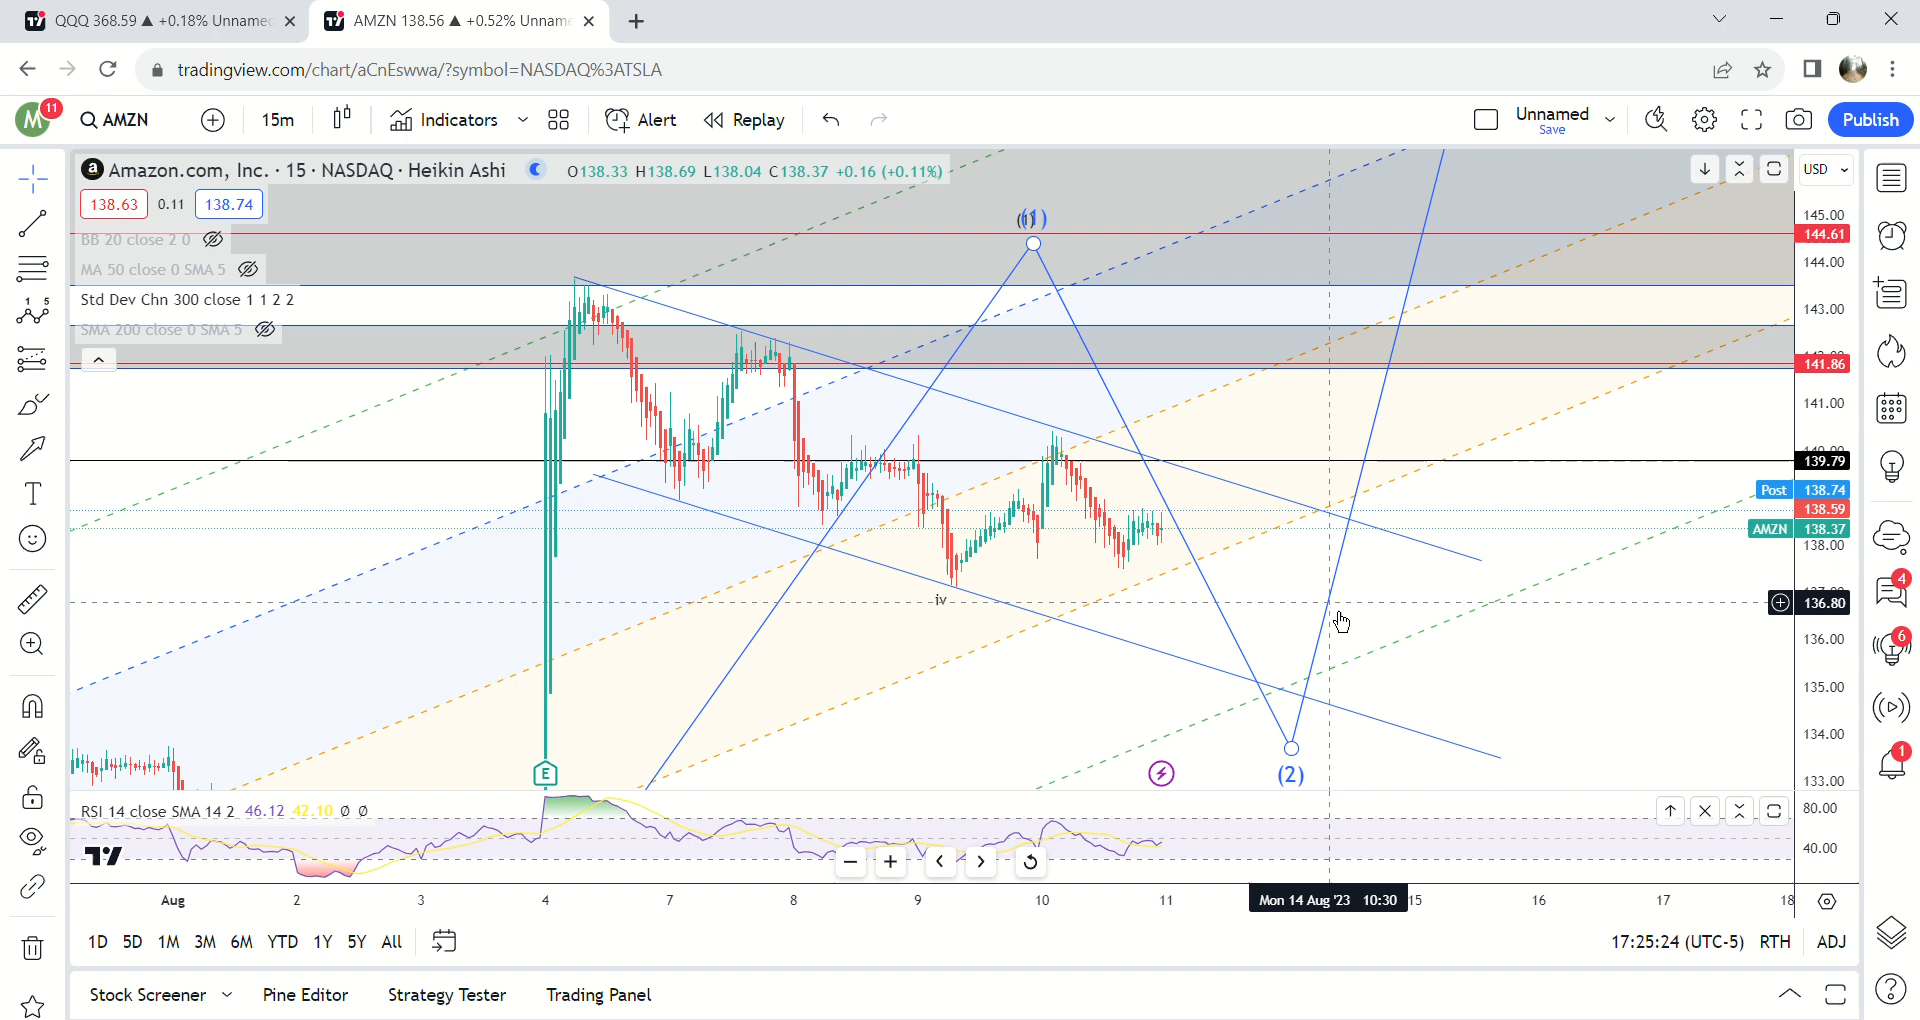 QQQ 368.59 ▲ +0.18% Unnamed
AMZN 138.56 ▲ +0.52% Unname
tradingview.com/chart/aCnEswwa/?symbol=NASDAQ%3ATSLA
M 11
AMZN
15m
Indicators
Alert
Replay
Unnamed
Save
Publish
Amazon.com, Inc. · 15 · NASDAQ · Heikin Ashi
O138.33 H138.69 L138.04 C138.37 +0.16 (+0.11%)
USD
138.63 0.11 138.74
BB 20 close 2 0
MA 50 close 0 SMA 5
Std Dev Chn 300 close 1 1 2 2
SMA 200 close 0 SMA 5
(1)
iv
(2)
E
145.00
144.61
144.00
143.00
141.86
141.00
139.79
Post 138.74
138.59
AMZN 138.37
138.00
136.80
136.00
135.00
134.00
133.00
RSI 14 close SMA 14 2 46.12 42.10 Ø Ø
80.00
40.00
Aug 2 3 4 7 8 9 10 11 Mon 14 Aug '23 10:30 15 16 17 18
1D 5D 1M 3M 6M YTD 1Y 5Y All
17:25:24 (UTC-5) RTH ADJ
Stock Screener Pine Editor Strategy Tester Trading Panel
4
6
1